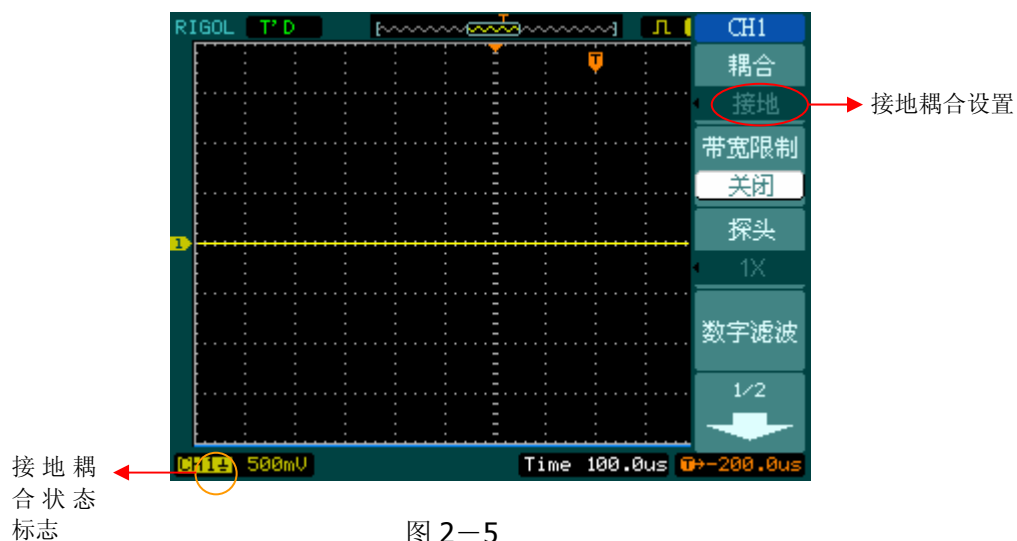 RIGOL T'D T CH1
耦合
接地
接地耦合设置
带宽限制
关闭
T
探头
1X
1
数字滤波
1/2
CH1 500mV Time 100.0us T→-200.0us
接地耦
合状态
标志
图 2－5